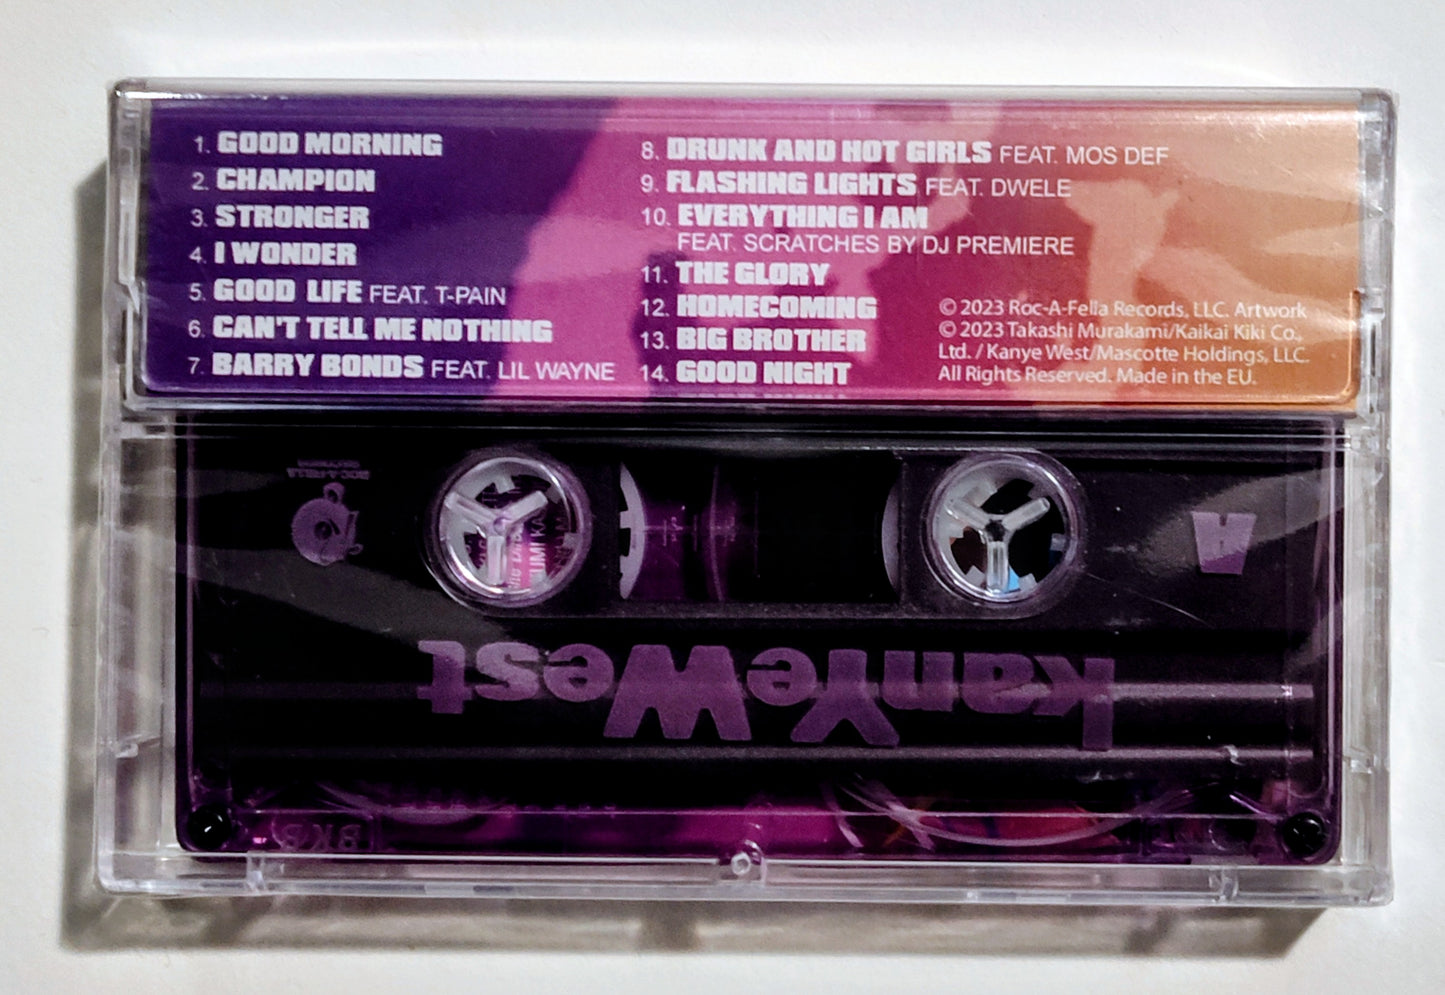 1. GOOD MORNING
2. CHAMPION
3. STRONGER
4. I WONDER
5. GOOD LIFE FEAT. T-PAIN
6. CAN'T TELL ME NOTHING
7. BARRY BONDS FEAT. LIL WAYNE
8. DRUNK AND HOT GIRLS FEAT. MOS DEF
9. FLASHING LIGHTS FEAT. DWELE
10. EVERYTHING I AM
FEAT. SCRATCHES BY DJ PREMIERE
11. THE GLORY
12. HOMECOMING
13. BIG BROTHER
14. GOOD NIGHT
© 2023 Roc-A-Fella Records, LLC. Artwork
© 2023 Takashi Murakami/Kaikai Kiki Co.,
Ltd. / Kanye West/Mascotte Holdings, LLC.
All Rights Reserved. Made in the EU.
ROC-A-FELLA
A
KanYeWest